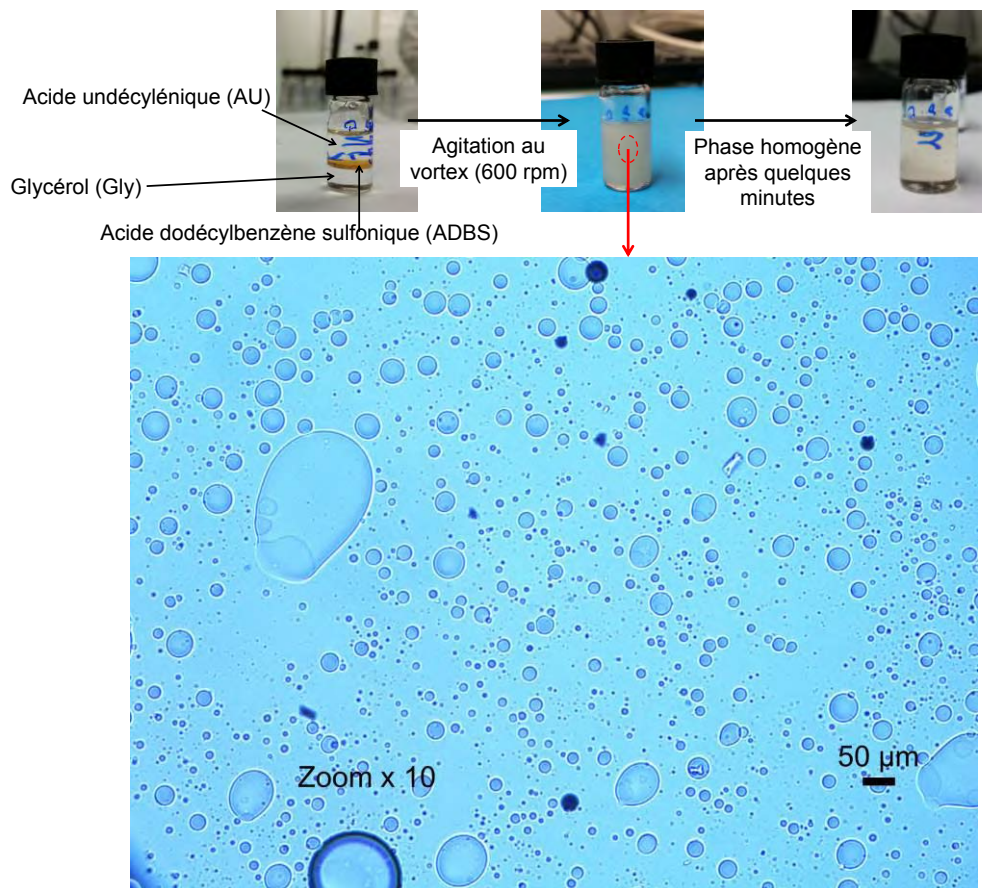 Acide undécylénique (AU)
Glycérol (Gly)
Acide dodécylbenzène sulfonique (ADBS)
Agitation au
vortex (600 rpm)
Phase homogène
après quelques
minutes
Zoom x 10
50 µm